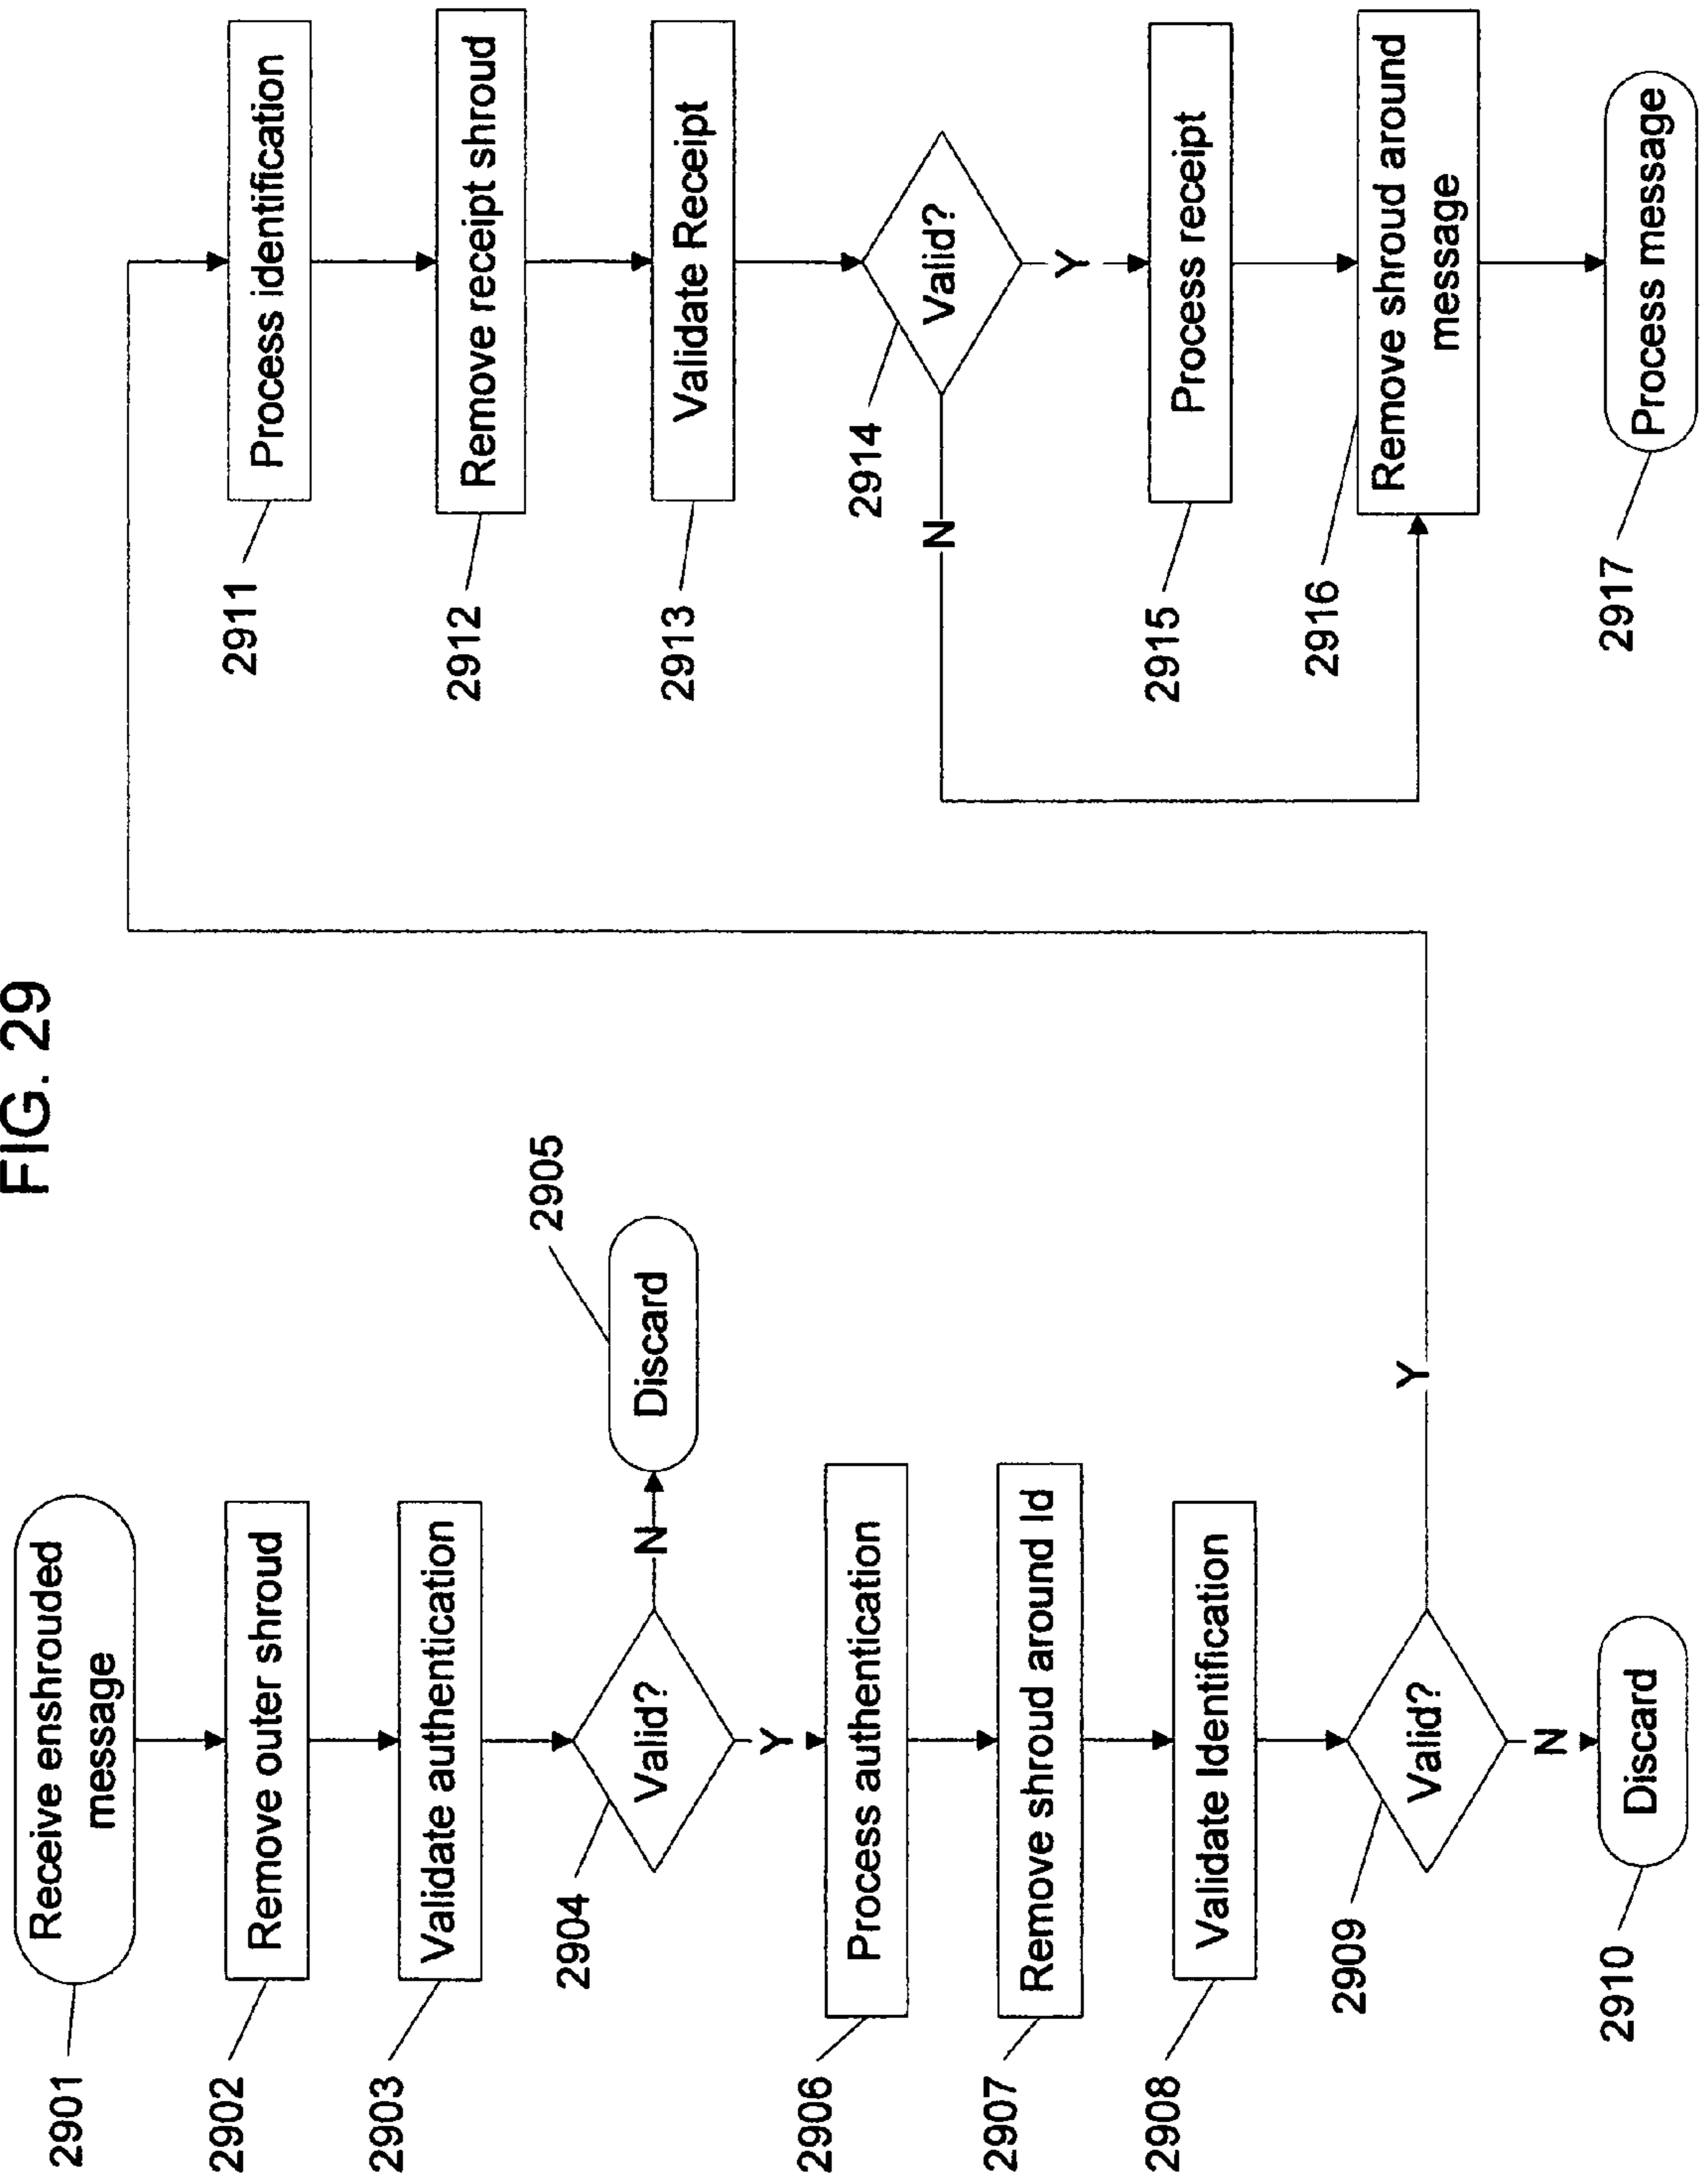 FIG. 29
2901
Receive enshrouded
message
2902
Remove outer shroud
2903
Validate authentication
2904
Valid?
N
Discard
2905
Y
2906
Process authentication
2907
Remove shroud around Id
2908
Validate Identification
2909
Valid?
Y
N
2910
Discard
2911
Process identification
2912
Remove receipt shroud
2913
Validate Receipt
2914
Valid?
N
Y
2915
Process receipt
2916
Remove shroud around
message
2917
Process message